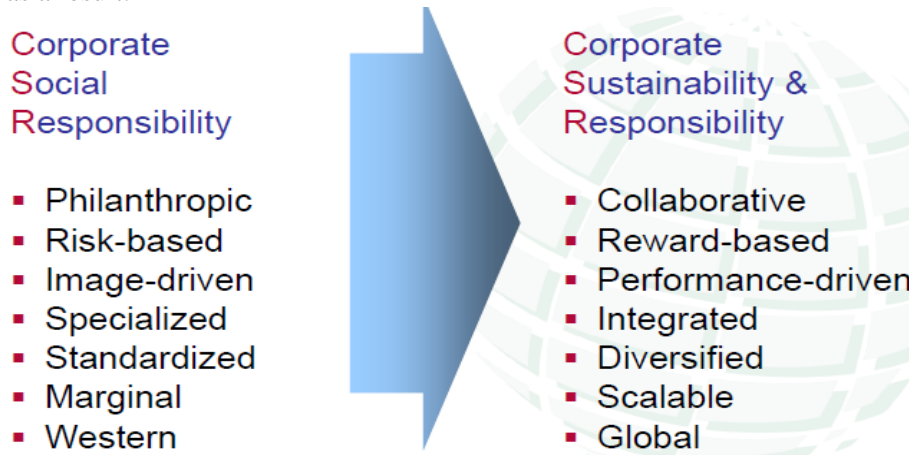 Corporate
Social
Responsibility
▪ Philanthropic
▪ Risk-based
▪ Image-driven
▪ Specialized
▪ Standardized
▪ Marginal
▪ Western
Corporate
Sustainability &
Responsibility
▪ Collaborative
▪ Reward-based
▪ Performance-driven
▪ Integrated
▪ Diversified
▪ Scalable
▪ Global